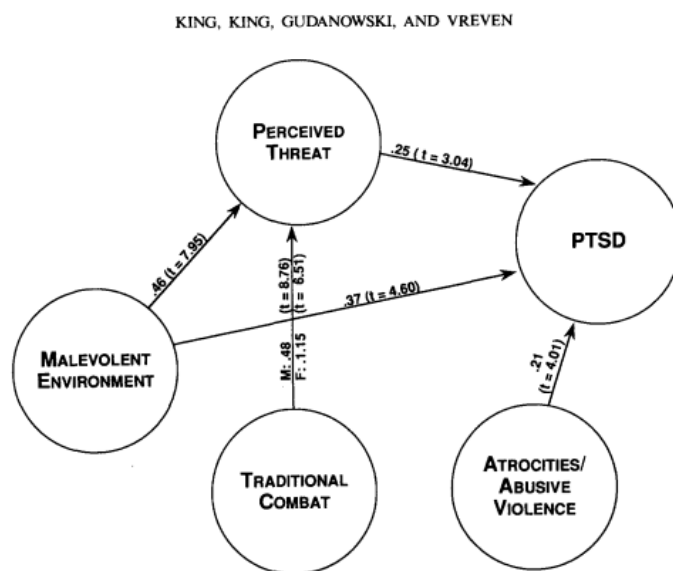 KING, KING, GUDANOWSKI, AND VREVEN
PERCEIVED
THREAT
.25 (t = 3.04)
PTSD
.46 (t = 7.95)
M: .48 (t = 8.76)
F: .1.15 (t = 6.51)
.37 (t = 4.60)
MALEVOLENT
ENVIRONMENT
.21
(t = 4.01)
TRADITIONAL
COMBAT
ATROCITIES/
ABUSIVE
VIOLENCE